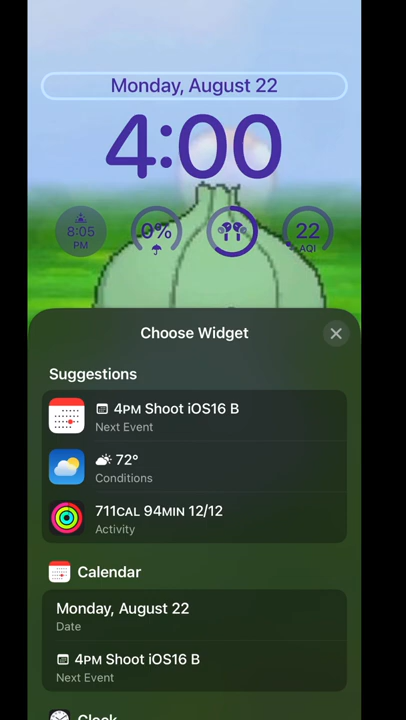 Monday, August 22
4:00
8:05
PM
0%
22
AQI
Choose Widget
Suggestions
4PM Shoot iOS16 B
Next Event
72°
Conditions
711CAL 94MIN 12/12
Activity
Calendar
Monday, August 22
Date
4PM Shoot iOS16 B
Next Event
Clock